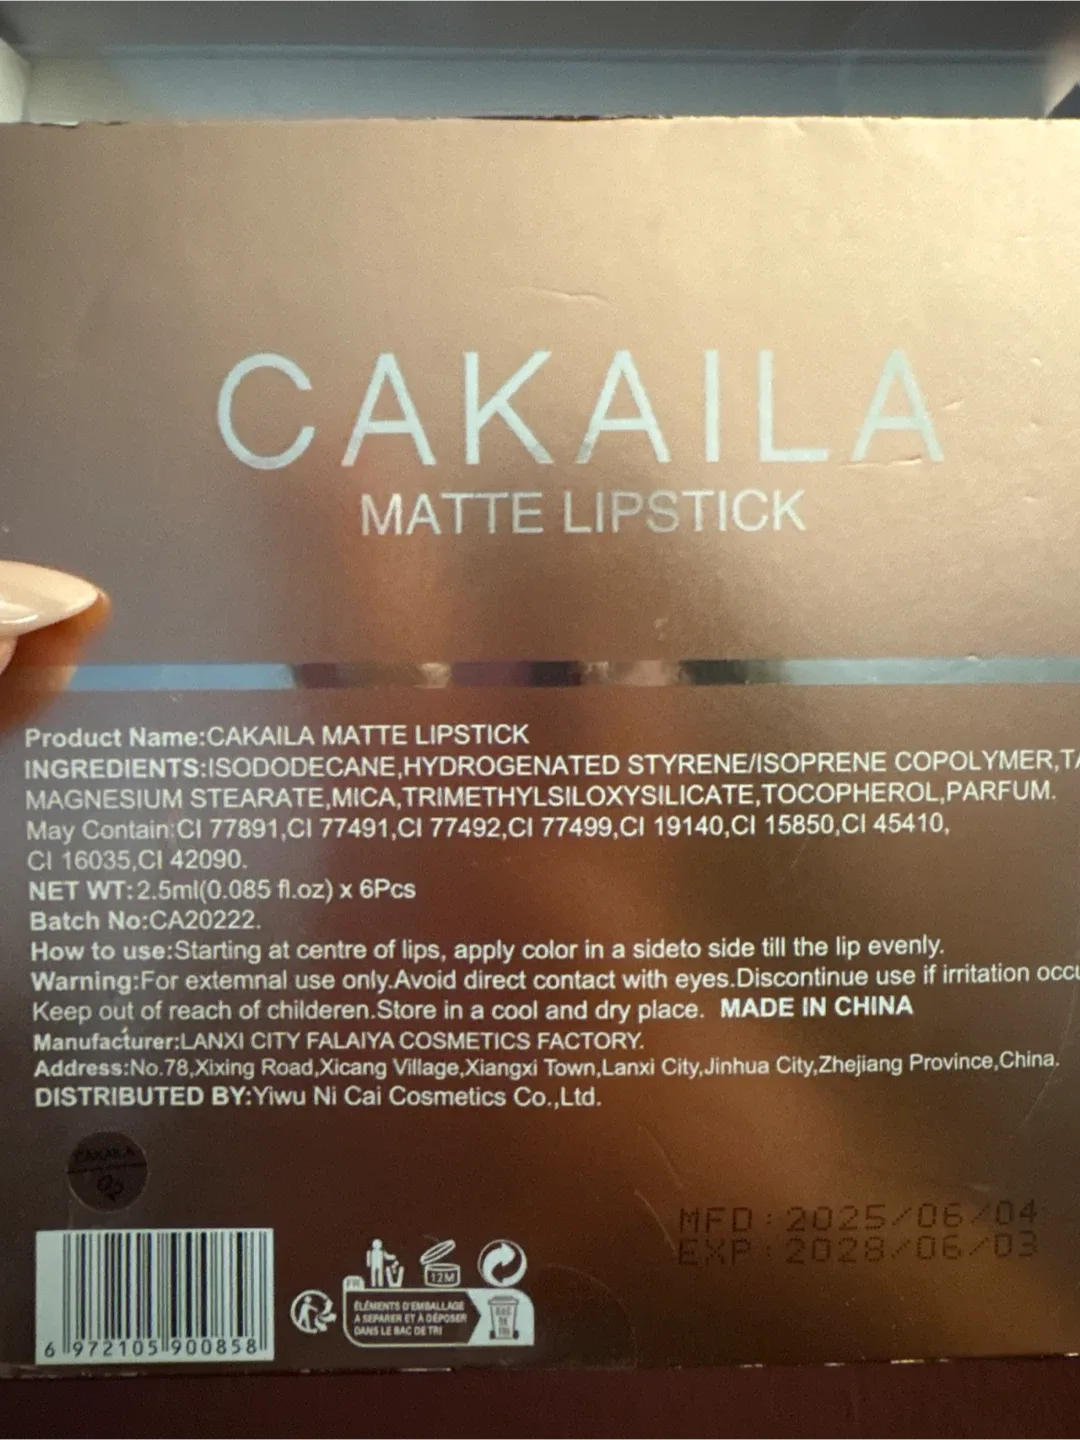 CAKAILA
MATTE LIPSTICK
Product Name:CAKAILA MATTE LIPSTICK
INGREDIENTS:ISODODECANE,HYDROGENATED STYRENE/ISOPRENE COPOLYMER,
MAGNESIUM STEARATE,MICA,TRIMETHYLSILOXYSILICATE,TOCOPHEROL,PARFUM.
May Contain:CI 77891,CI 77491,CI 77492,CI 77499,CI 19140,CI 15850,CI 45410,
CI 16035,CI 42090.
NET WT:2.5ml(0.085 fl.oz) x 6Pcs
Batch No:CA20222.
How to use:Starting at centre of lips, apply color in a sideto side till the lip evenly.
Warning:For extemnal use only.Avoid direct contact with eyes.Discontinue use if irritation
Keep out of reach of childeren.Store in a cool and dry place. MADE IN CHINA
Manufacturer:LANXI CITY FALAIYA COSMETICS FACTORY.
Address:No.78,Xixing Road,Xicang Village,Xiangxi Town,Lanxi City,Jinhua City,Zhejiang Province,China.
DISTRIBUTED BY:Yiwu Ni Cai Cosmetics Co.,Ltd.
CAKAILA
02
MFD:2025/06/04
EXP:2028/06/03
6 972105 900858
12M
FR
ÉLÉMENTS D'EMBALLAGE
A SÉPARER ET À DÉPOSER
DANS LE BAC DE TRI
BAC
DE
TRI